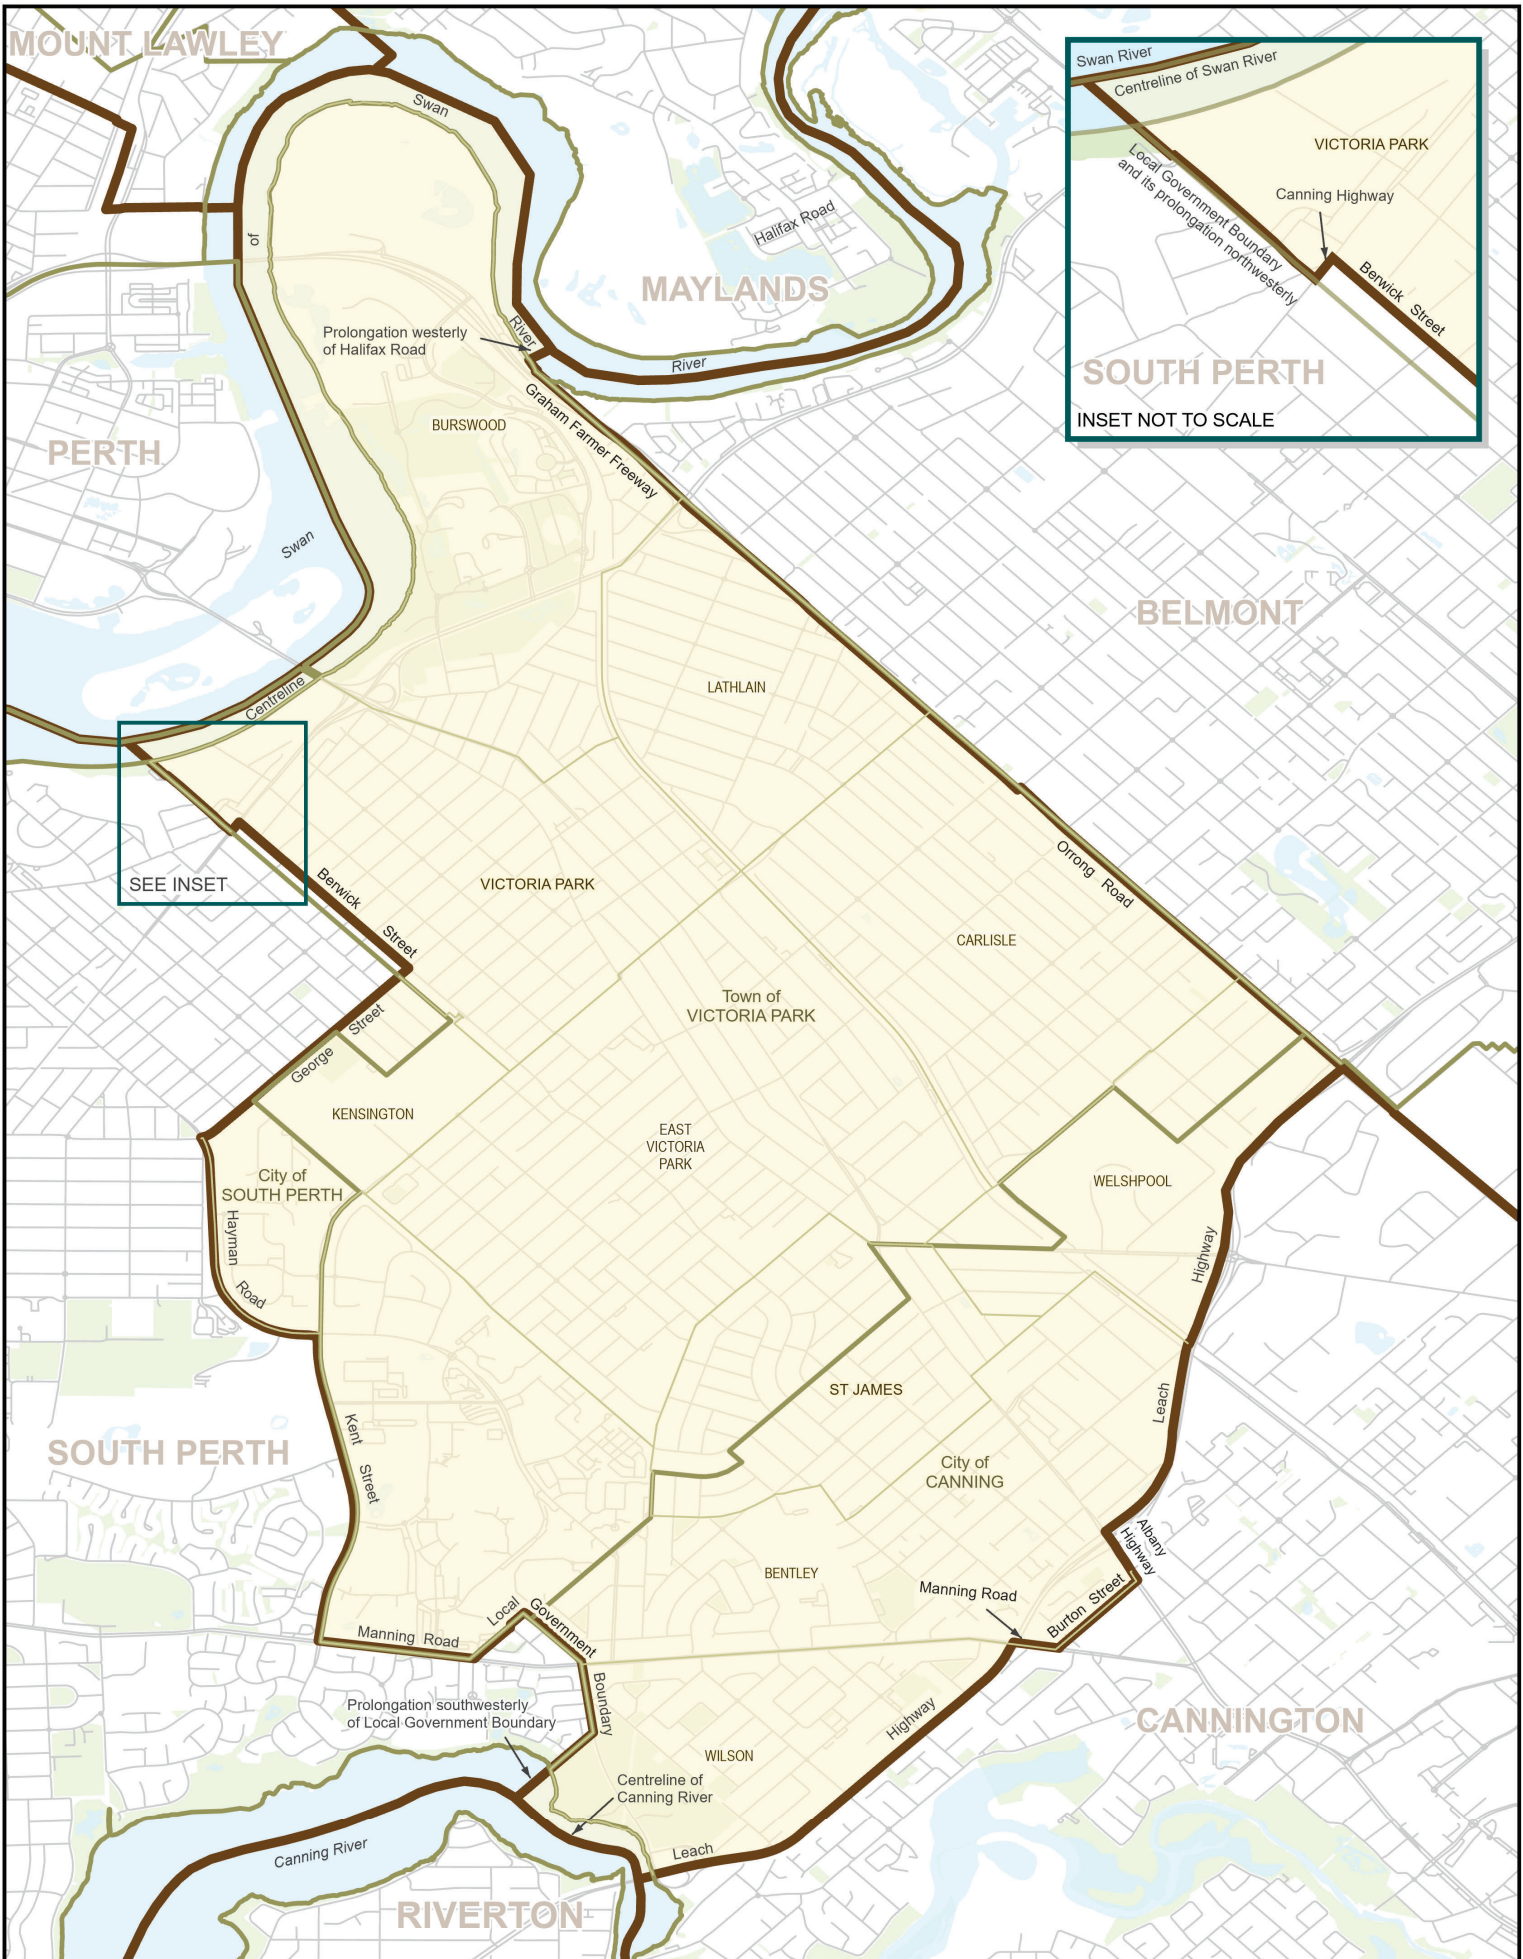 MOUNT LAWLEY
Swan
of
Halifax Road
MAYLANDS
Prolongation westerly
of Halifax Road
River
River
Graham Farmer Freeway
BURSWOOD
PERTH
Swan
Centreline
BELMONT
LATHLAIN
Swan River
Centreline of Swan River
VICTORIA PARK
Local Government Boundary
and its prolongation northwesterly
Canning Highway
Berwick Street
SOUTH PERTH
INSET NOT TO SCALE
SEE INSET
Berwick
Street
VICTORIA PARK
Orrong Road
CARLISLE
Town of
VICTORIA PARK
George
Street
KENSINGTON
EAST
VICTORIA
PARK
City of
SOUTH PERTH
WELSHPOOL
Hayman
Road
Highway
Leach
ST JAMES
Kent
Street
SOUTH PERTH
City of
CANNING
Albany
Highway
BENTLEY
Manning Road
Burton Street
Manning Road
Local
Government
Boundary
Prolongation southwesterly
of Local Government Boundary
Highway
CANNINGTON
WILSON
Centreline of
Canning River
Leach
Canning River
RIVERTON